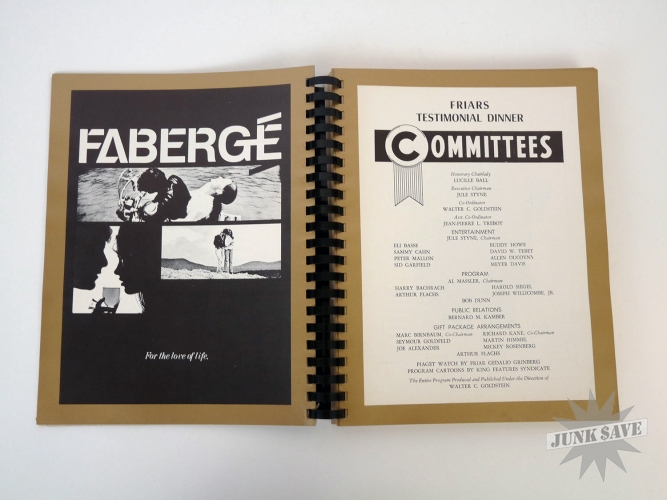 FABERGÉ
For the love of life.
FRIARS
TESTIMONIAL DINNER
COMMITTEES
Honorary Chairlady
LUCILLE BALL
Executive Chairman
JULE STYNE
Co-Ordinator
WALTER C. GOLDSTEIN
Asst. Co-Ordinator
JEAN-PIERRE L. TREBOT
ENTERTAINMENT
JULE STYNE, Chairman
ELI BASSE BUDDY HOWE
SAMMY CAHN DAVID W. TEBET
PETER MALLON ALLEN DUCOVNY
SID GARFIELD MEYER DAVIS
PROGRAM
AL MASSLER, Chairman
HARRY BACHRACH HAROLD SIEGEL
ARTHUR FLACHS JOSEPH WILLICOMBE, JR.
BOB DUNN
PUBLIC RELATIONS
BERNARD M. KAMBER
GIFT PACKAGE ARRANGEMENTS
MARC BIRNBAUM, Co-Chairman RICHARD KANE, Co-Chairman
SEYMOUR GOLDFELD MARTIN HIMMEL
JOE ALEXANDER MICKEY ROSENBERG
ARTHUR FLACHS
PIAGET WATCH BY FRIAR GEDALIO GRINBERG
PROGRAM CARTOONS BY KING FEATURES SYNDICATE
The Entire Program Produced and Published Under the Direction of
WALTER C. GOLDSTEIN
JUNK SAVE